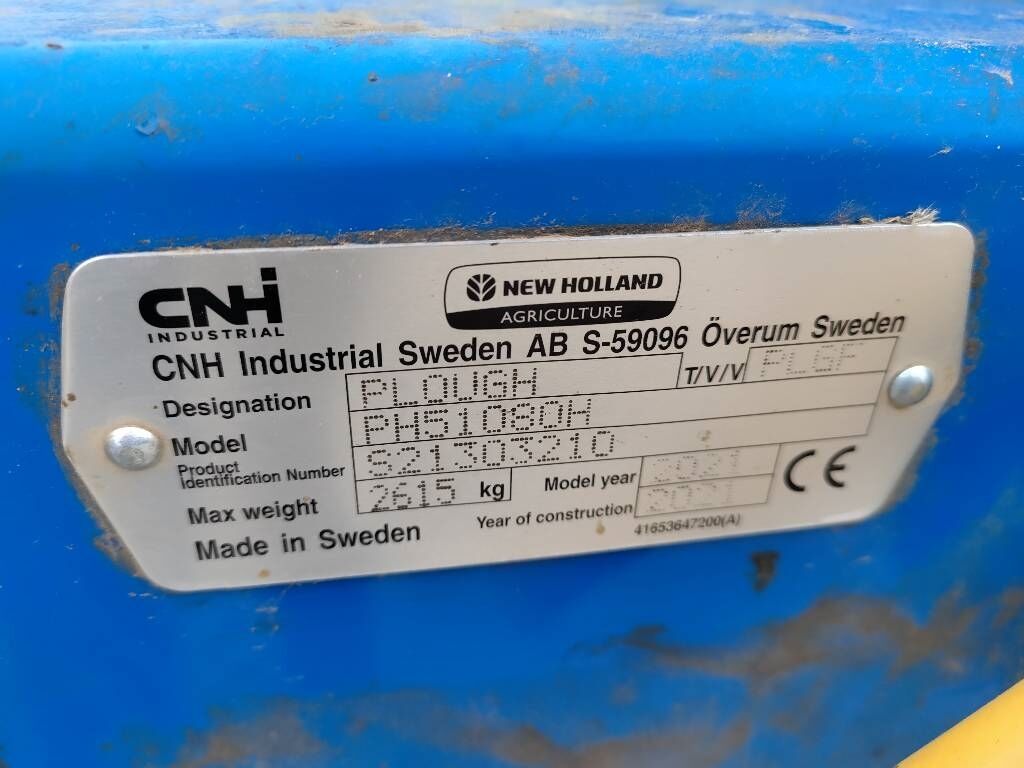 CNH
INDUSTRIAL
NEW HOLLAND
AGRICULTURE
CNH Industrial Sweden AB S-59096 Överum Sweden
Designation PLOUGH T/V/V PLGF
Model PH51080H
Product Identification Number S21303210
Max weight 2615 kg Model year 2021
Year of construction 2021
Made in Sweden 41653647200(A)
CE